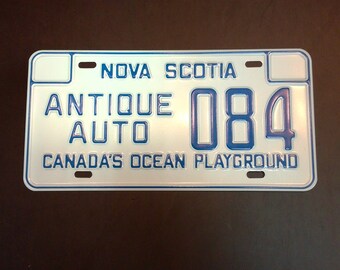 NOVA SCOTIA
ANTIQUE AUTO 084
CANADA'S OCEAN PLAYGROUND